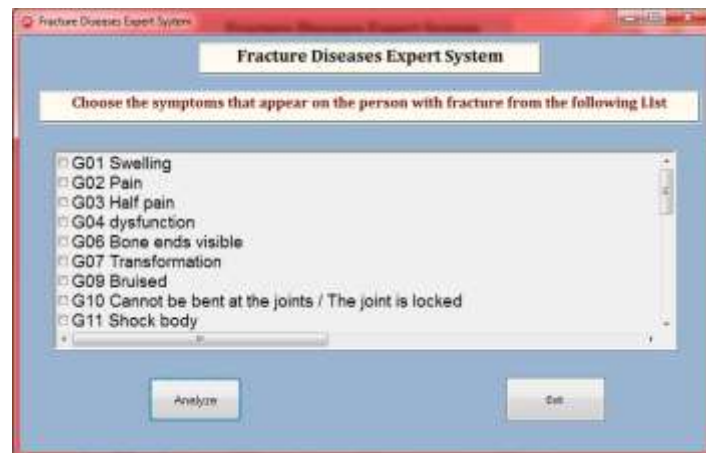 Fracture Diseases Expert System
Fracture Diseases Expert System
Choose the symptoms that appear on the person with fracture from the following LIst
G01 Swelling
G02 Pain
G03 Half pain
G04 dysfunction
G06 Bone ends visible
G07 Transformation
G09 Bruised
G10 Cannot be bent at the joints / The joint is locked
G11 Shock body
Analyze
Exit